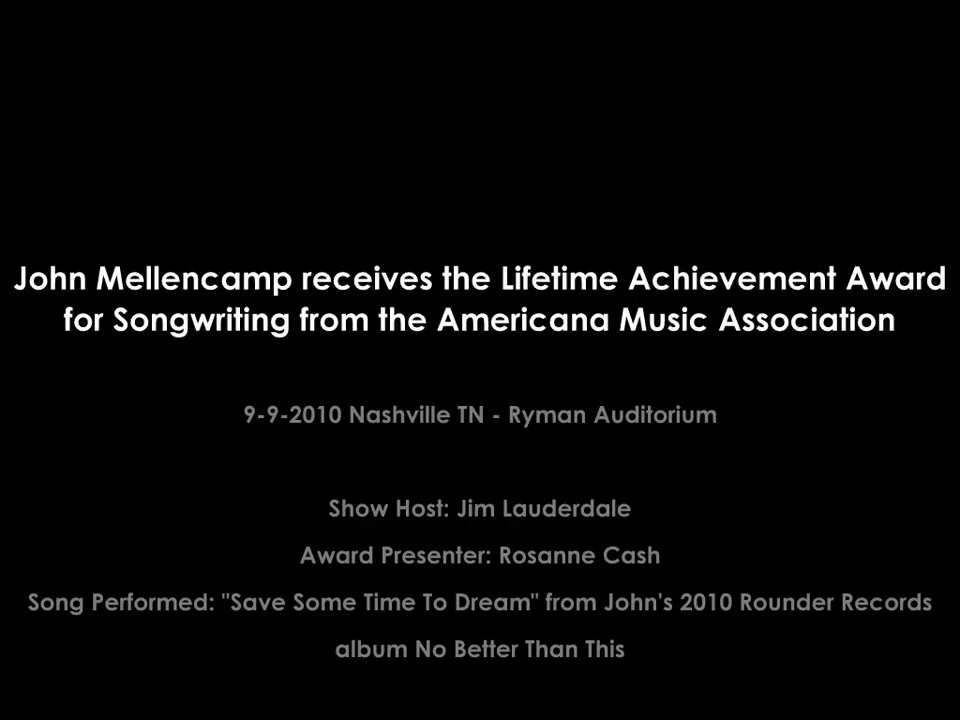 John Mellencamp receives the Lifetime Achievement Award
for Songwriting from the Americana Music Association
9-9-2010 Nashville TN - Ryman Auditorium
Show Host: Jim Lauderdale
Award Presenter: Rosanne Cash
Song Performed: "Save Some Time To Dream" from John's 2010 Rounder Records
album No Better Than This